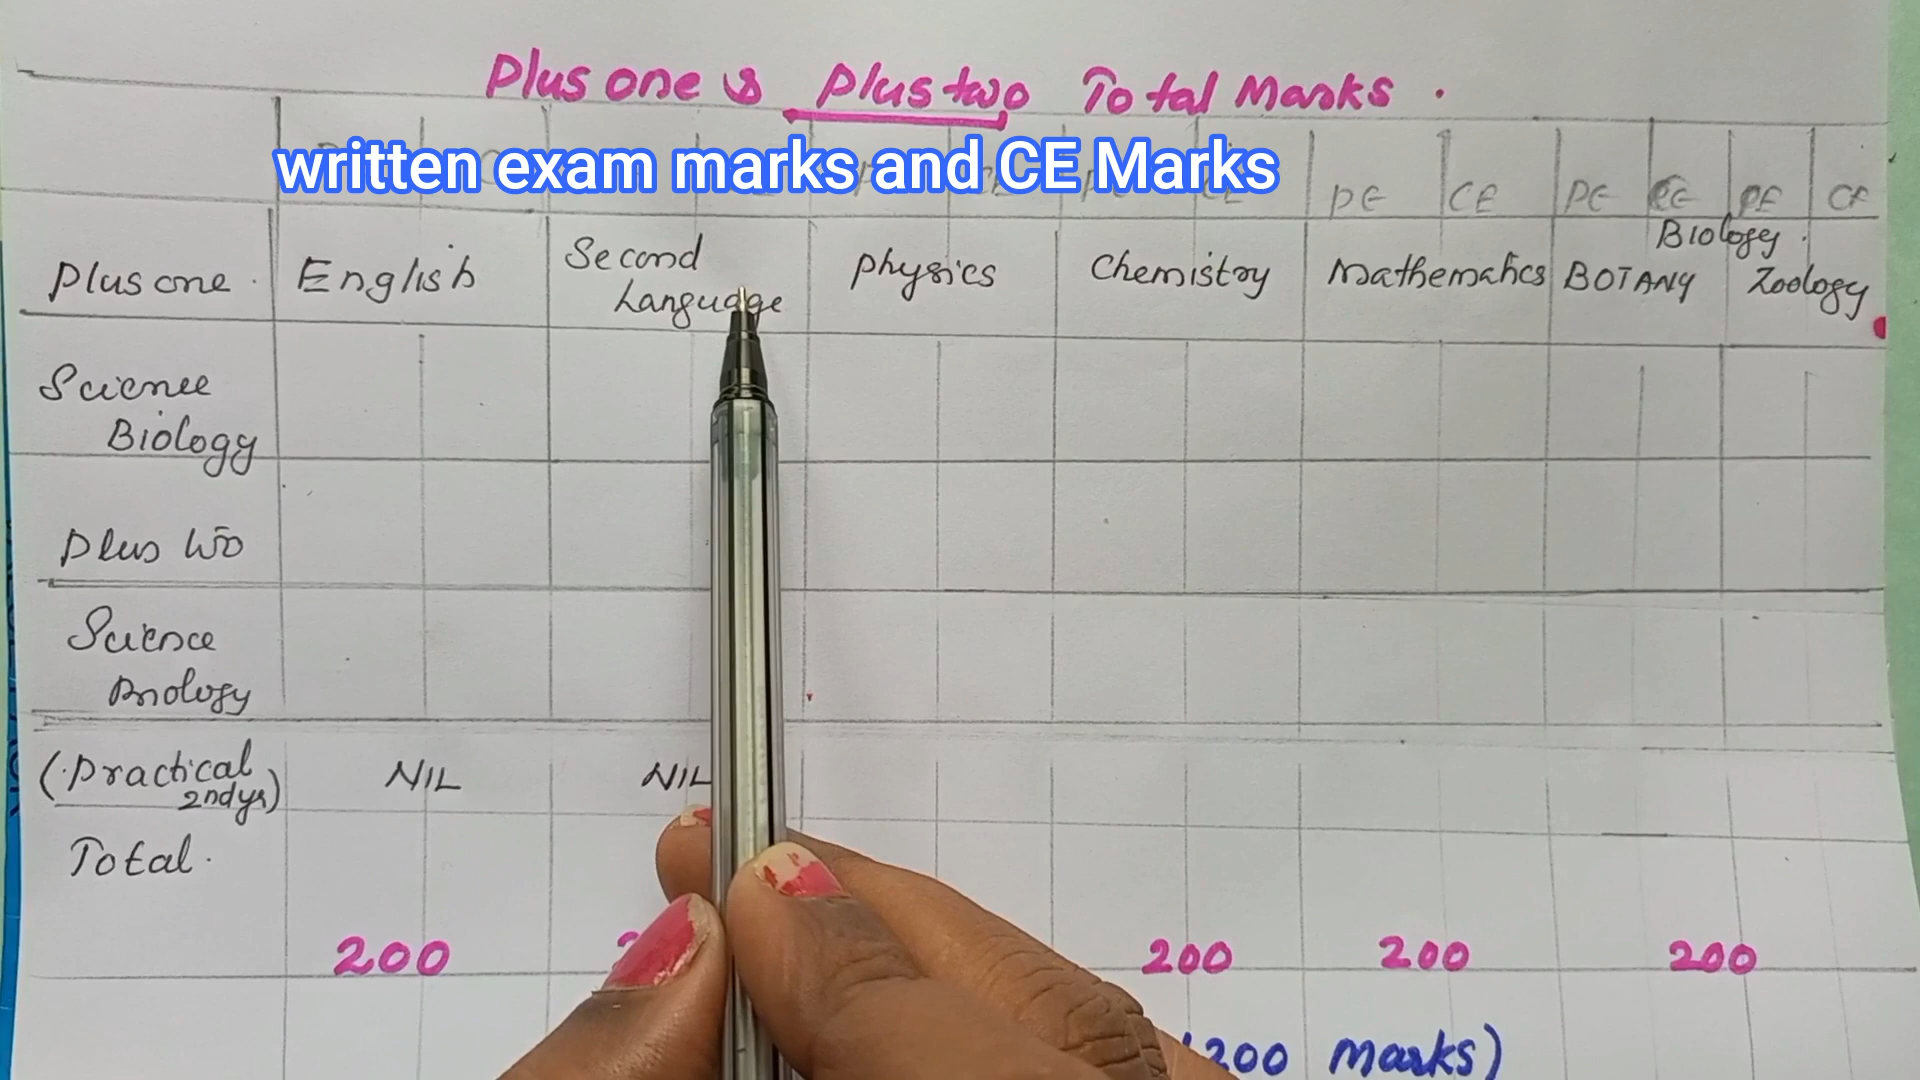 Plus one & Plus two Total Marks.
written exam marks and CE Marks
PE CE PE CE PE CE
Biology.
Plus one. English Second Language Physics Chemistry Mathematics BOTANY Zoology
Science Biology
Plus two
Science Biology
(Practical 2ndyr) NIL NIL
Total.
200 200 200 200
200 Marks)